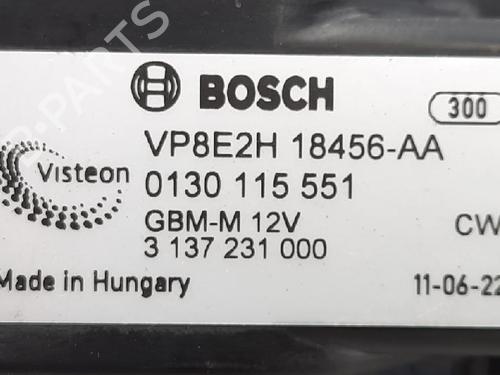 BOSCH
300
VP8E2H 18456-AA
Visteon
0130 115 551
GBM-M 12V
CW
3 137 231 000
Made in Hungary
11-06-22